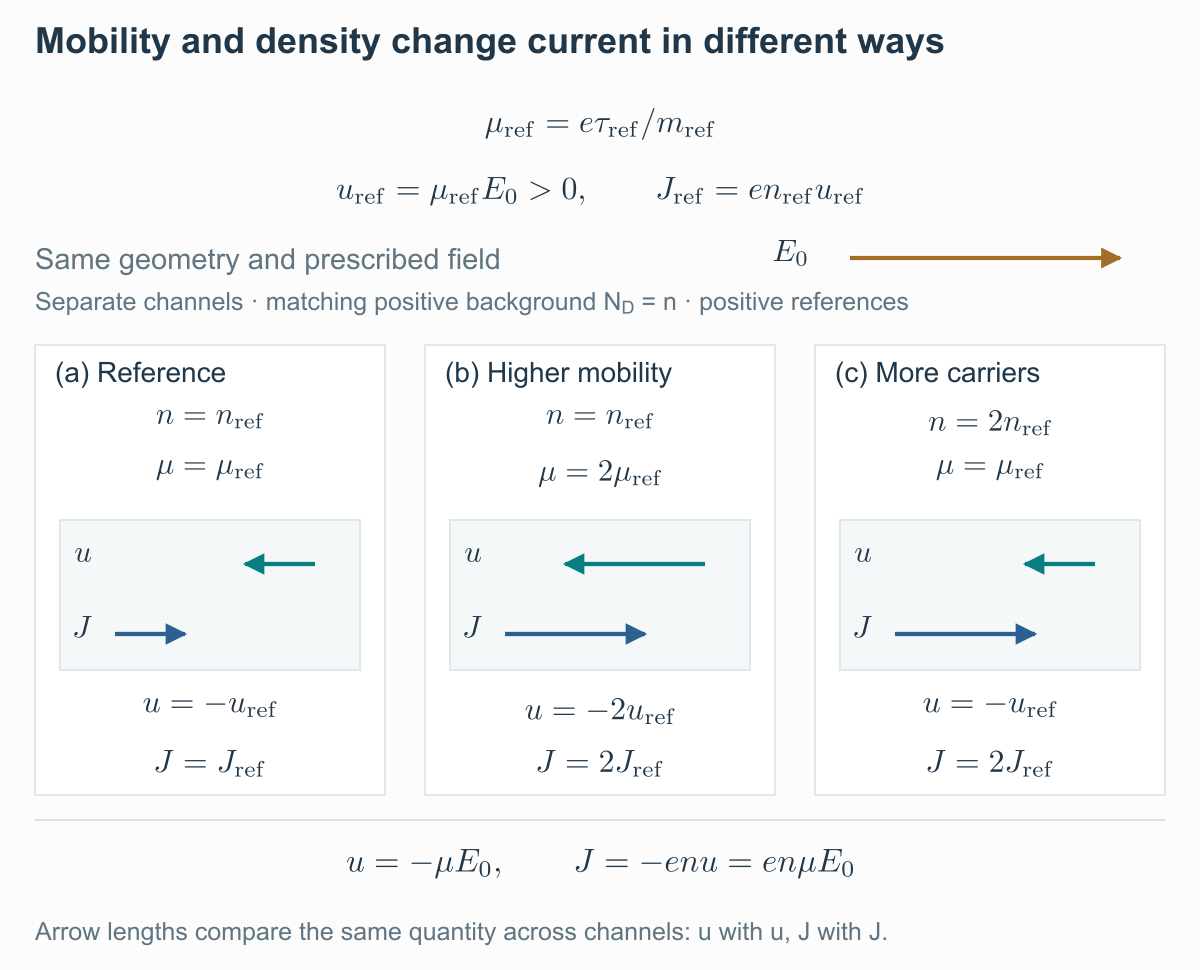 Mobility and density change current in different ways
μ_ref = eτ_ref/m_ref
u_ref = μ_ref E_0 > 0, J_ref = en_ref u_ref
Same geometry and prescribed field
E_0
Separate channels · matching positive background N_D = n · positive references
(a) Reference
n = n_ref
μ = μ_ref
u
J
u = −u_ref
J = J_ref
(b) Higher mobility
n = n_ref
μ = 2μ_ref
u
J
u = −2u_ref
J = 2J_ref
(c) More carriers
n = 2n_ref
μ = μ_ref
u
J
u = −u_ref
J = 2J_ref
u = −μE_0, J = −enu = enμE_0
Arrow lengths compare the same quantity across channels: u with u, J with J.